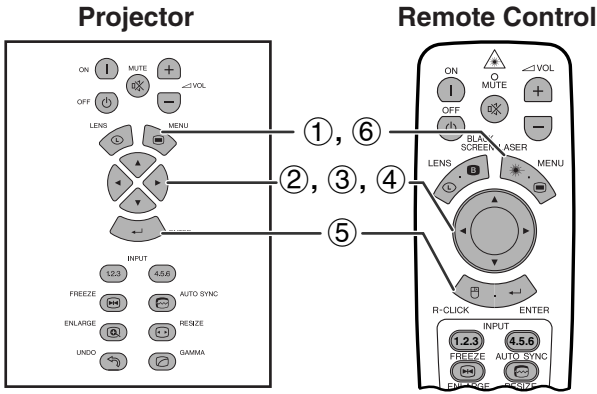 Projector
ON
MUTE
VOL
OFF
LENS
MENU
INPUT
1.2.3
4.5.6
FREEZE
AUTO SYNC
ENLARGE
RESIZE
UNDO
GAMMA
①, ⑥
②, ③, ④
⑤
Remote Control
ON
MUTE
VOL
OFF
BLACK
SCREEN
LASER
LENS
B
MENU
L
R-CLICK
ENTER
INPUT
1.2.3
4.5.6
FREEZE
AUTO SYNC
ENLARGE
RESIZE